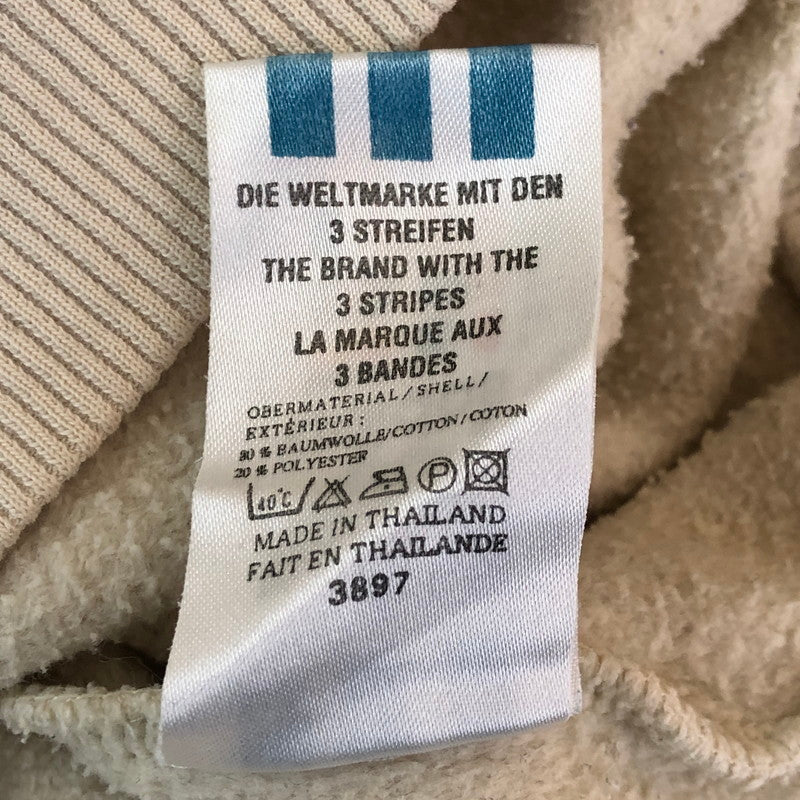 DIE WELTMARKE MIT DEN
3 STREIFEN
THE BRAND WITH THE
3 STRIPES
LA MARQUE AUX
3 BANDES
OBERMATERIAL/SHELL/
EXTÉRIEUR:
80 % BAUMWOLLE/COTTON/COTON
20 % POLYESTER
40°C P
MADE IN THAILAND
FAIT EN THAILANDE
3897